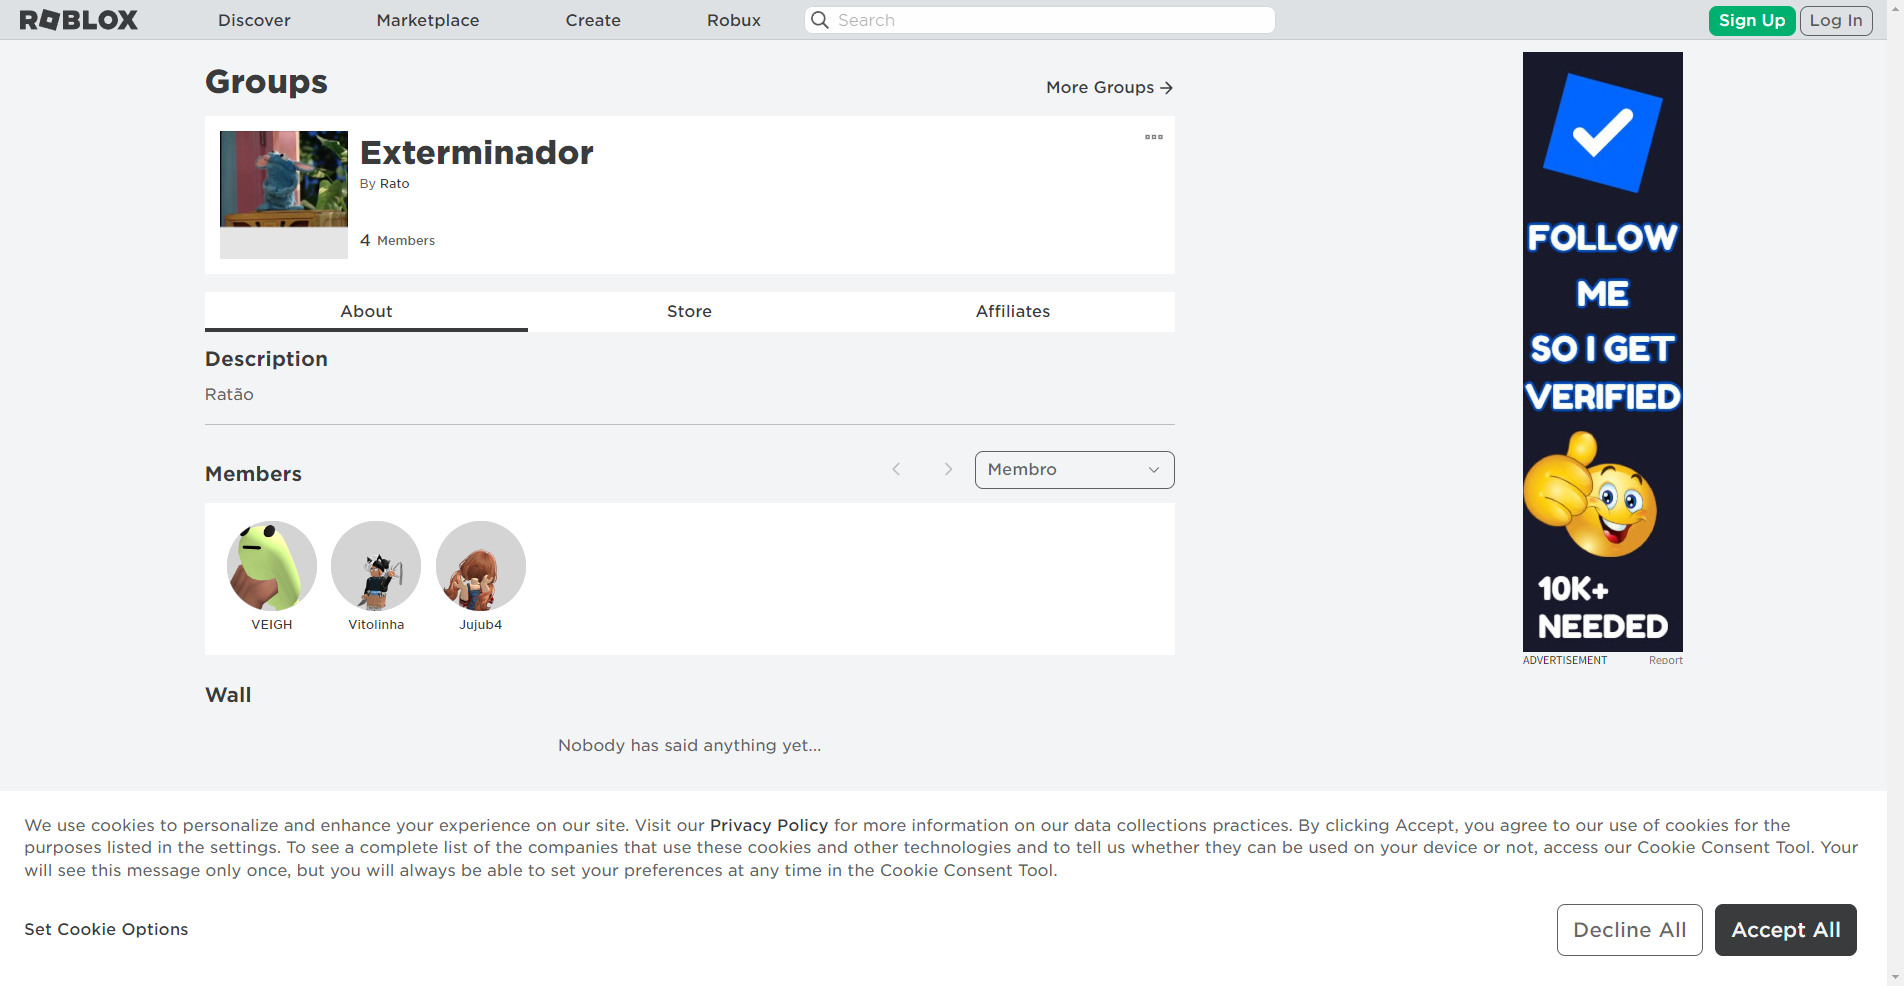 ROBLOX
Discover
Marketplace
Create
Robux
Search
Sign Up
Log In
Groups
More Groups
Exterminador
By Rato
4 Members
About
Store
Affiliates
Description
Ratão
Members
Membro
VEIGH
Vitolinha
Jujub4
Wall
Nobody has said anything yet...
FOLLOW
ME
SO I GET
VERIFIED
10K+
NEEDED
ADVERTISEMENT
Report
We use cookies to personalize and enhance your experience on our site. Visit our Privacy Policy for more information on our data collections practices. By clicking Accept, you agree to our use of cookies for the
purposes listed in the settings. To see a complete list of the companies that use these cookies and other technologies and to tell us whether they can be used on your device or not, access our Cookie Consent Tool. Your
will see this message only once, but you will always be able to set your preferences at any time in the Cookie Consent Tool.
Set Cookie Options
Decline All
Accept All